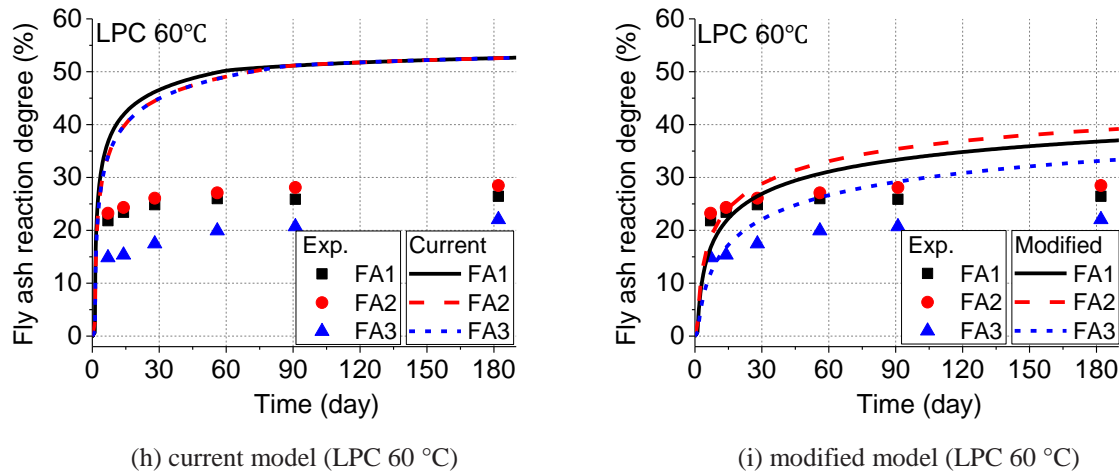 LPC 60℃
Fly ash reaction degree (%)
60
50
40
30
20
10
0
Exp.
Current
FA1
FA1
FA2
FA2
FA3
FA3
0 30 60 90 120 150 180
Time (day)
(h) current model (LPC 60 °C)
LPC 60℃
Fly ash reaction degree (%)
60
50
40
30
20
10
0
Exp.
Modified
FA1
FA1
FA2
FA2
FA3
FA3
0 30 60 90 120 150 180
Time (day)
(i) modified model (LPC 60 °C)